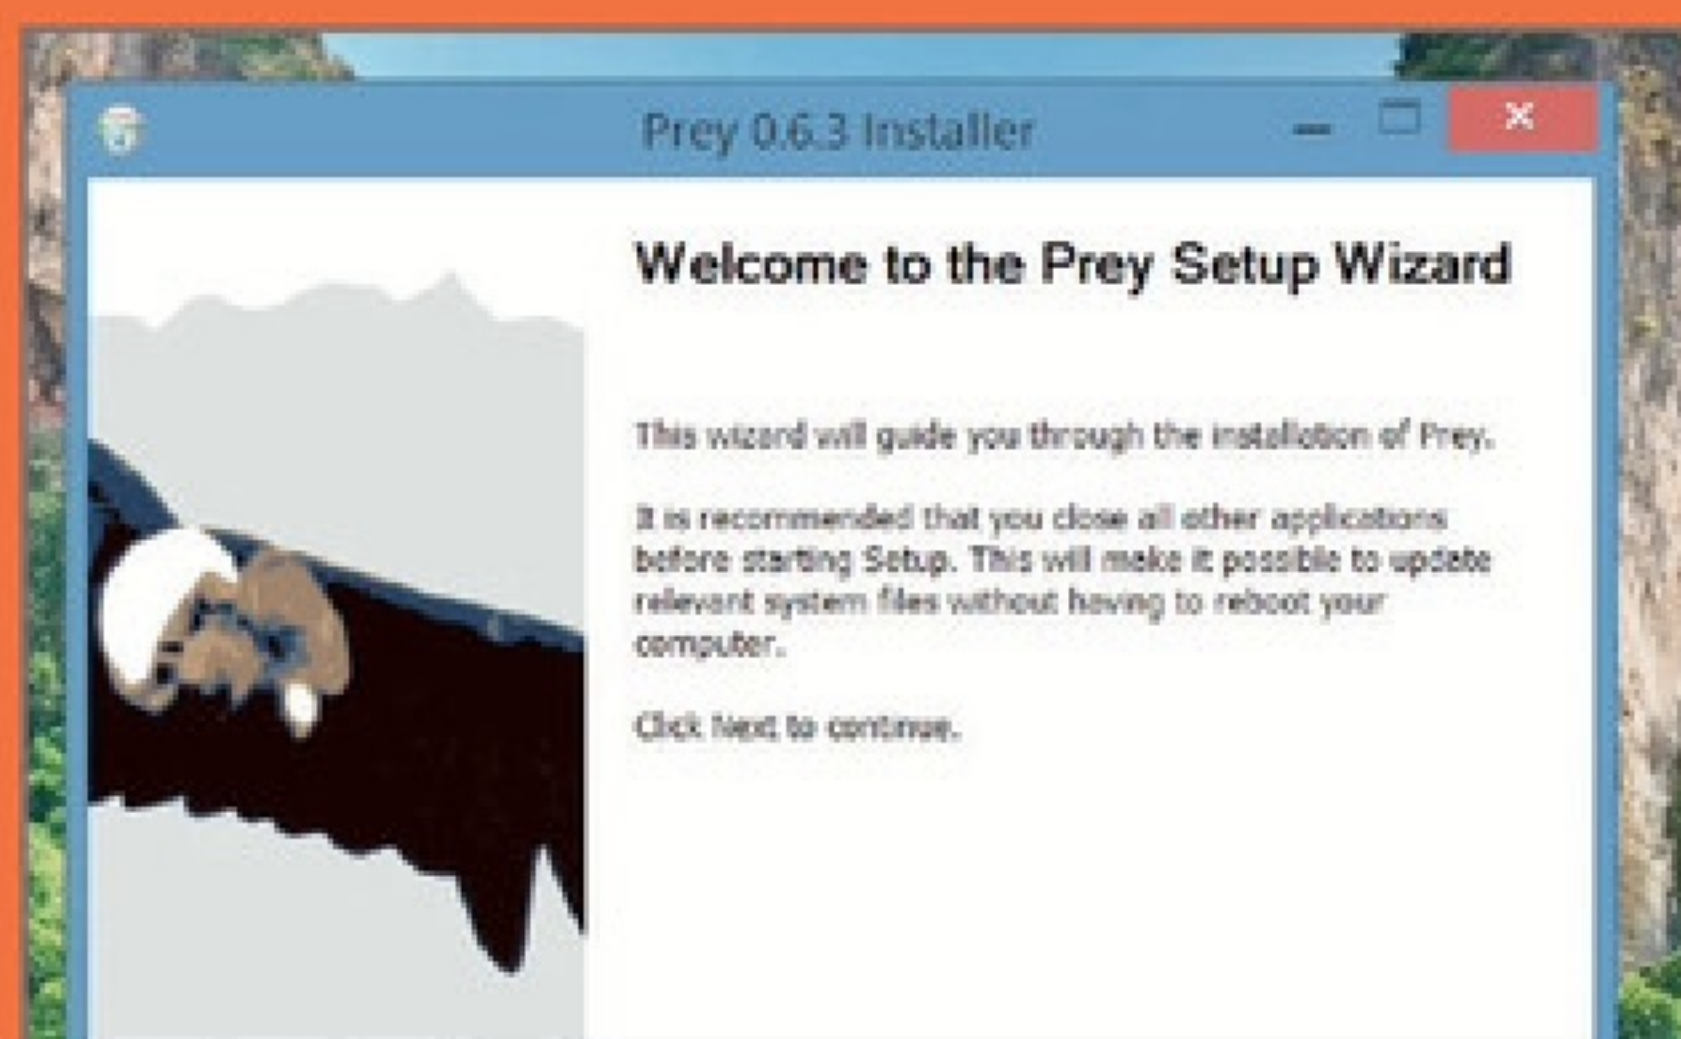 Prey 0.6.3 Installer
Welcome to the Prey Setup Wizard
This wizard will guide you through the installation of Prey.
It is recommended that you close all other applications
before starting Setup. This will make it possible to update
relevant system files without having to reboot your
computer.
Click Next to continue.